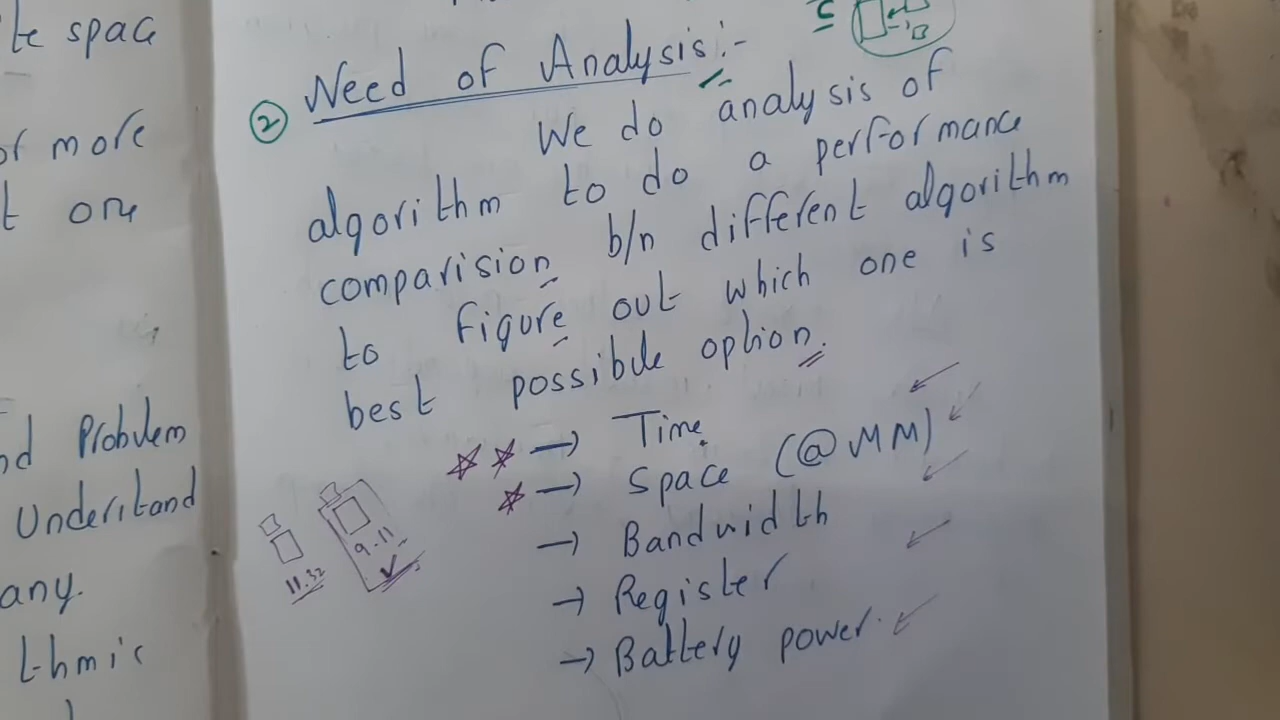 te space
or more
t one
nd Problem
Understand
any.
thmic
② Need of Analysis:-
We do analysis of
algorithm to do a performance
comparision b/n different algorithm
to figure out which one is
best possible option.
→ Time
→ Space (@MM)
→ Bandwidth
→ Register
→ Battery power.
11.32
9.11